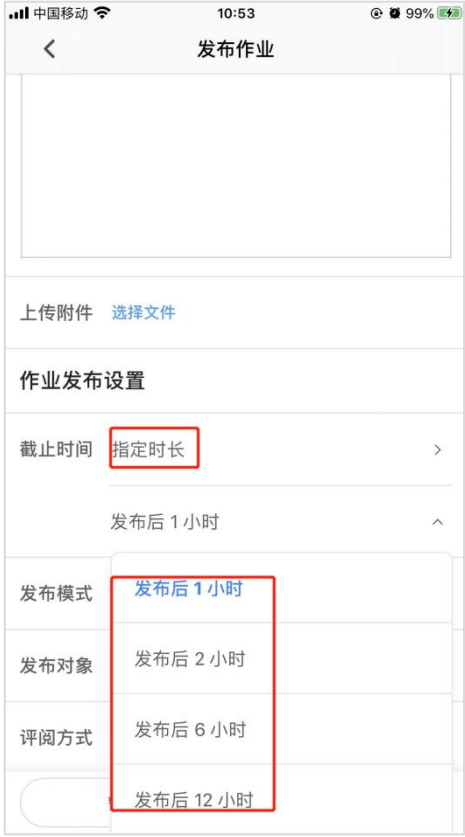 中国移动 10:53 99%
发布作业
上传附件 选择文件
作业发布设置
截止时间 指定时长
发布后 1 小时
发布模式 发布后 1 小时
发布对象 发布后 2 小时
评阅方式 发布后 6 小时
发布后 12 小时